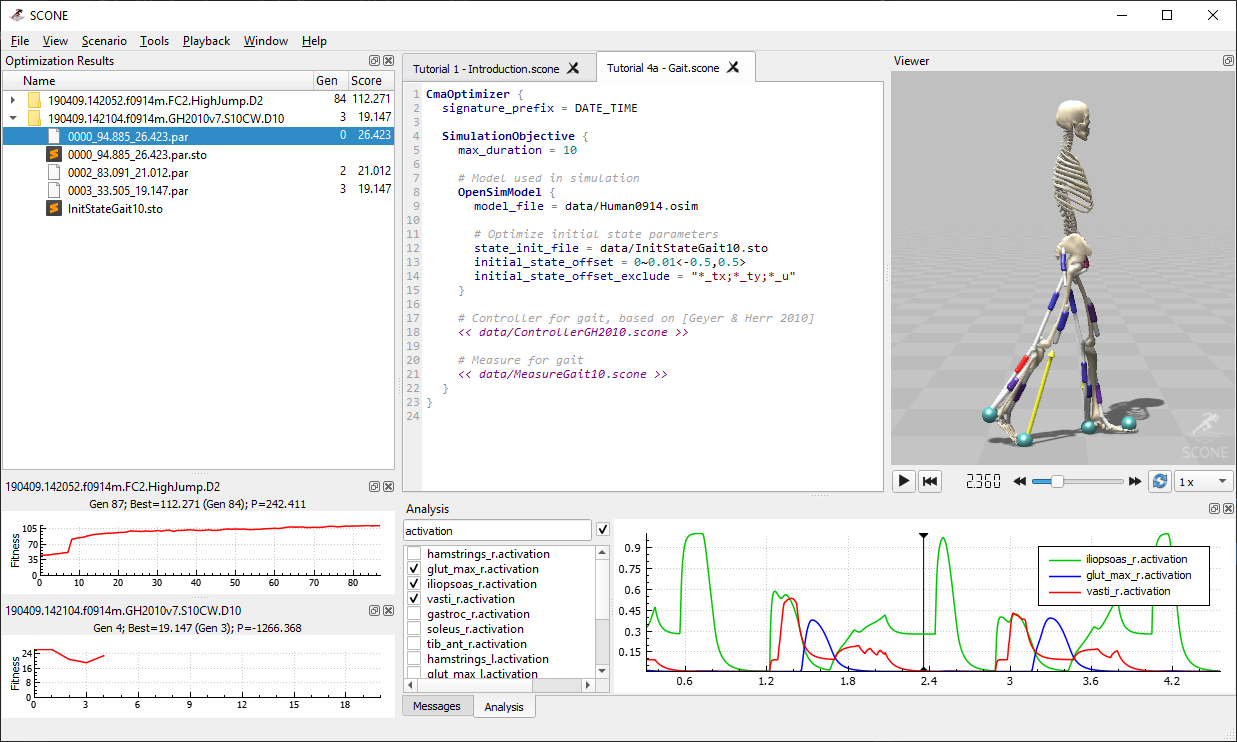 SCONE
File View Scenario Tools Playback Window Help
Optimization Results
Name Gen Score
190409.142052.f0914m.FC2.HighJump.D2 84 112.271
190409.142104.f0914m.GH2010v7.S10CW.D10 3 19.147
0000_94.885_26.423.par 0 26.423
0000_94.885_26.423.par.sto
0002_83.091_21.012.par 2 21.012
0003_33.505_19.147.par 3 19.147
InitStateGait10.sto
190409.142052.f0914m.FC2.HighJump.D2
Gen 87; Best=112.271 (Gen 84); P=242.411
Fitness
105
70
35
0
0 10 20 30 40 50 60 70 80
190409.142104.f0914m.GH2010v7.S10CW.D10
Gen 4; Best=19.147 (Gen 3); P=-1266.368
Fitness
24
16
8
0
0 3 6 9 12 15 18
Tutorial 1 - Introduction.scone
Tutorial 4a - Gait.scone
1 CmaOptimizer {
2 signature_prefix = DATE_TIME
3
4 SimulationObjective {
5 max_duration = 10
6
7 # Model used in simulation
8 OpenSimModel {
9 model_file = data/Human0914.osim
10
11 # Optimize initial state parameters
12 state_init_file = data/InitStateGait10.sto
13 initial_state_offset = 0~0.01<-0.5,0.5>
14 initial_state_offset_exclude = "*_tx;*_ty;*_u"
15 }
16
17 # Controller for gait, based on [Geyer & Herr 2010]
18 << data/ControllerGH2010.scone >>
19
20 # Measure for gait
21 << data/MeasureGait10.scone >>
22 }
23 }
24
Viewer
SCONE
2.360
1 x
Analysis
activation
hamstrings_r.activation
glut_max_r.activation
iliopsoas_r.activation
vasti_r.activation
gastroc_r.activation
soleus_r.activation
tib_ant_r.activation
hamstrings_l.activation
glut_max_l.activation
Messages Analysis
0.9
0.75
0.6
0.45
0.3
0.15
0.6 1.2 1.8 2.4 3 3.6 4.2
iliopsoas_r.activation
glut_max_r.activation
vasti_r.activation